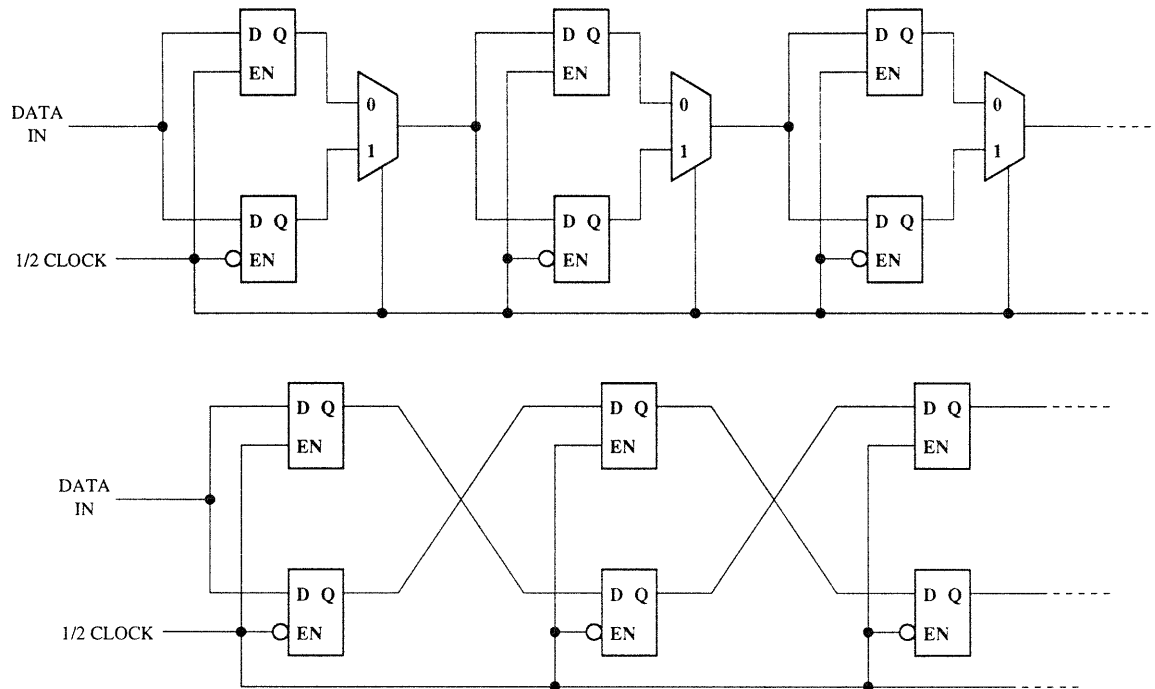 D Q D Q D Q
EN EN EN
0 0 0
DATA
IN
1 1 1
D Q D Q D Q
1/2 CLOCK EN EN EN
D Q D Q D Q
EN EN EN
DATA
IN
D Q D Q D Q
1/2 CLOCK EN EN EN